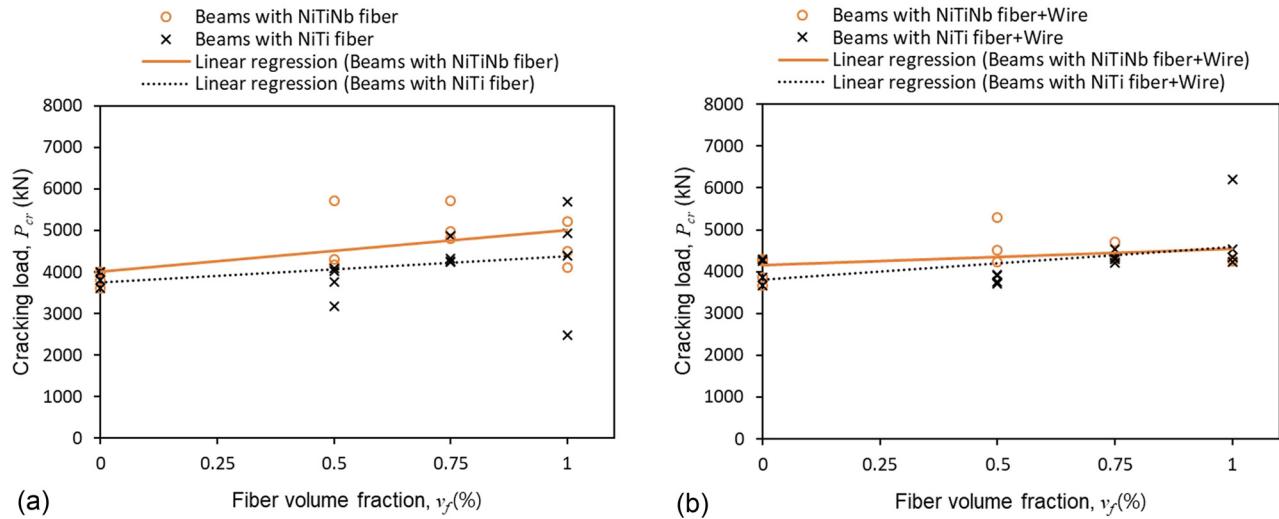 Beams with NiTiNb fiber
Beams with NiTi fiber
Linear regression (Beams with NiTiNb fiber)
Linear regression (Beams with NiTi fiber)
8000
7000
6000
5000
4000
3000
2000
1000
0
Cracking load, P_cr (kN)
0 0.25 0.5 0.75 1
Fiber volume fraction, v_f(%)
(a)
Beams with NiTiNb fiber+Wire
Beams with NiTi fiber+Wire
Linear regression (Beams with NiTiNb fiber+Wire)
Linear regression (Beams with NiTi fiber+Wire)
8000
7000
6000
5000
4000
3000
2000
1000
0
Cracking load, P_cr (kN)
0 0.25 0.5 0.75 1
Fiber volume fraction, v_f(%)
(b)